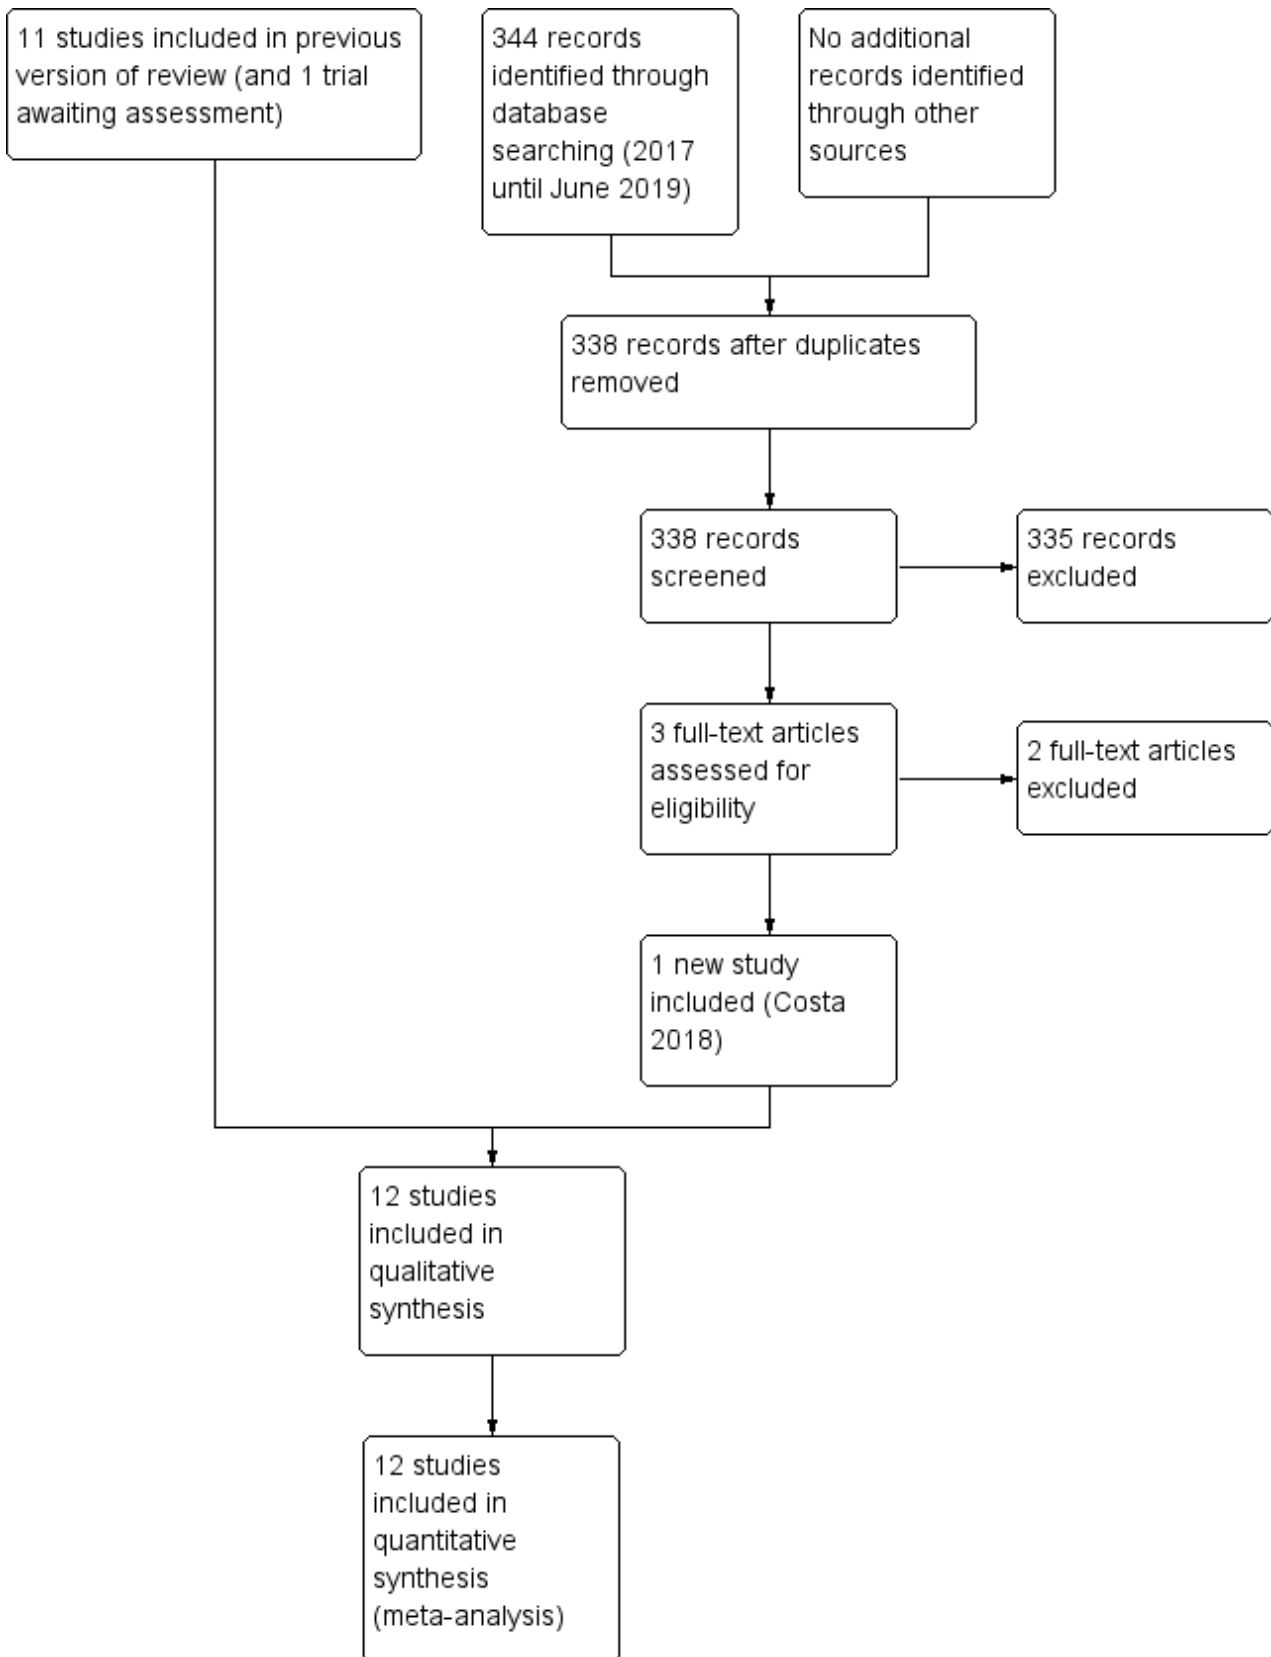 11 studies included in previous
version of review (and 1 trial
awaiting assessment)
344 records
identified through
database
searching (2017
until June 2019)
No additional
records identified
through other
sources
338 records after duplicates
removed
338 records
screened
335 records
excluded
3 full-text articles
assessed for
eligibility
2 full-text articles
excluded
1 new study
included (Costa
2018)
12 studies
included in
qualitative
synthesis
12 studies
included in
quantitative
synthesis
(meta-analysis)